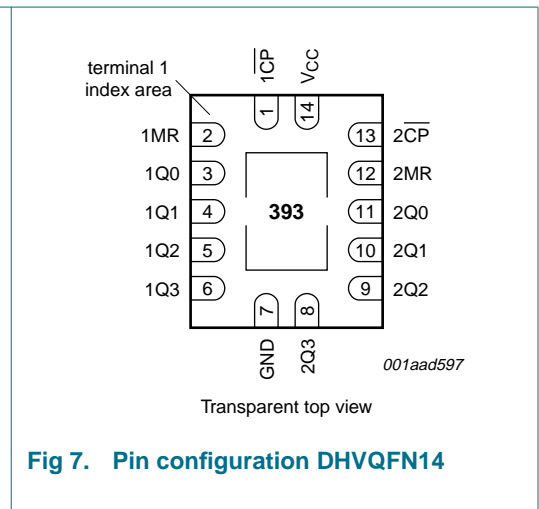 terminal 1
index area
1CP
VCC
1
14
1MR 2
13 2CP
1Q0 3
12 2MR
1Q1 4
393
11 2Q0
1Q2 5
10 2Q1
1Q3 6
9 2Q2
7
8
GND
2Q3
001aad597
Transparent top view
Fig 7. Pin configuration DHVQFN14